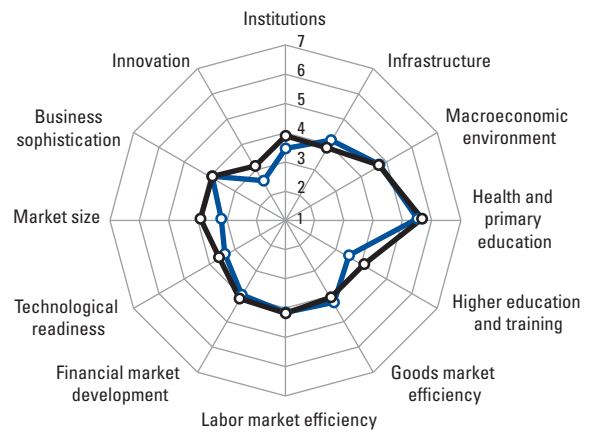 Institutions
7
6
5
4
3
2
1
Infrastructure
Macroeconomic
environment
Health and
primary
education
Higher education
and training
Goods market
efficiency
Labor market efficiency
Financial market
development
Technological
readiness
Market size
Business
sophistication
Innovation